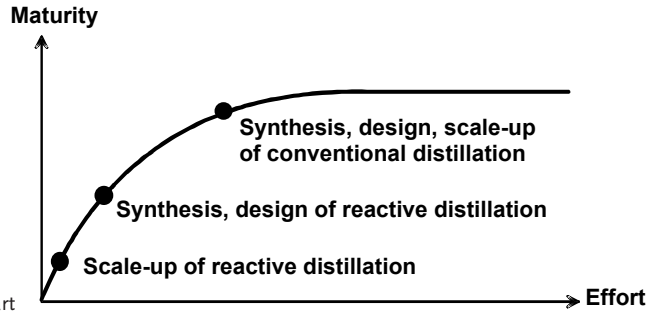 Maturity
Synthesis, design, scale-up
of conventional distillation
Synthesis, design of reactive distillation
Scale-up of reactive distillation
Effort